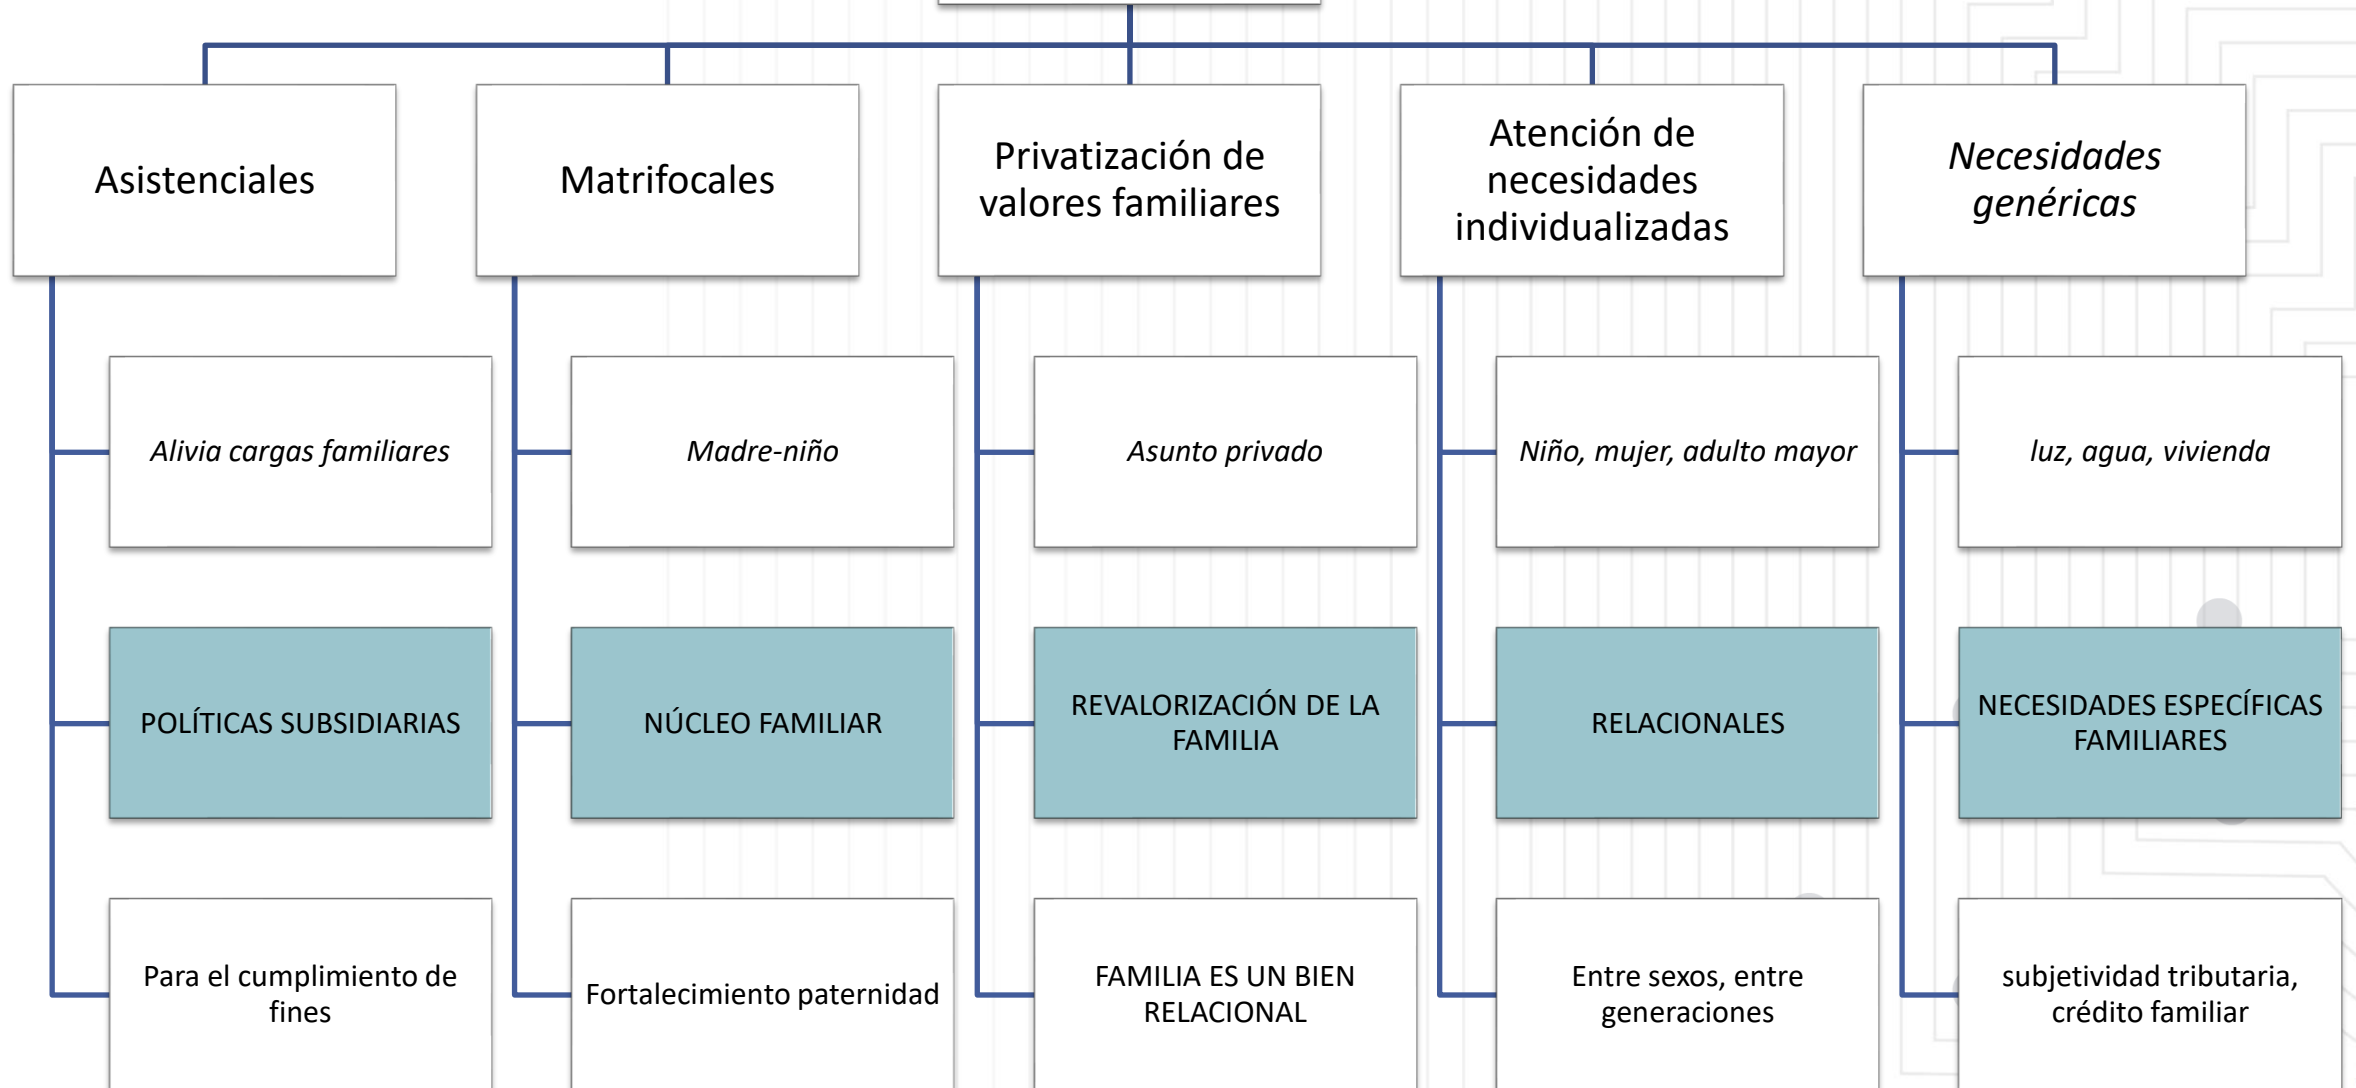 Asistenciales
Matrifocales
Privatización de
valores familiares
Atención de
necesidades
individualizadas
Necesidades
genéricas
Alivia cargas familiares
Madre-niño
Asunto privado
Niño, mujer, adulto mayor
luz, agua, vivienda
POLÍTICAS SUBSIDIARIAS
NÚCLEO FAMILIAR
REVALORIZACIÓN DE LA
FAMILIA
RELACIONALES
NECESIDADES ESPECÍFICAS
FAMILIARES
Para el cumplimiento de
fines
Fortalecimiento paternidad
FAMILIA ES UN BIEN
RELACIONAL
Entre sexos, entre
generaciones
subjetividad tributaria,
crédito familiar